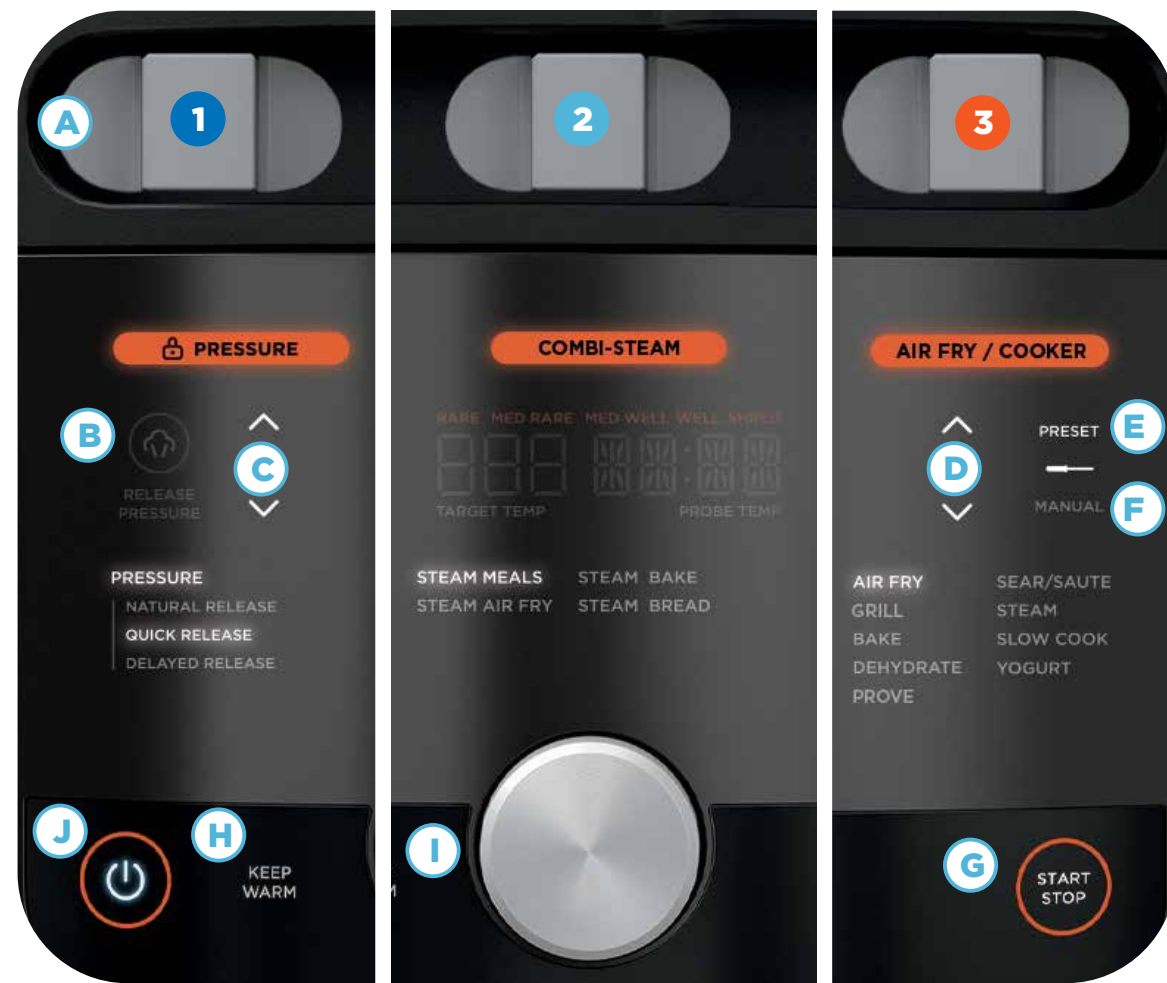 A
1
2
3
PRESSURE
B
RELEASE
PRESSURE
C
PRESSURE
NATURAL RELEASE
QUICK RELEASE
DELAYED RELEASE
J
H
KEEP
WARM
COMBI-STEAM
RARE MED RARE MED WELL WELL SHRED
TARGET TEMP PROBE TEMP
STEAM MEALS STEAM BAKE
STEAM AIR FRY STEAM BREAD
M
I
AIR FRY / COOKER
D
PRESET E
MANUAL F
AIR FRY SEAR/SAUTE
GRILL STEAM
BAKE SLOW COOK
DEHYDRATE YOGURT
PROVE
G
START
STOP